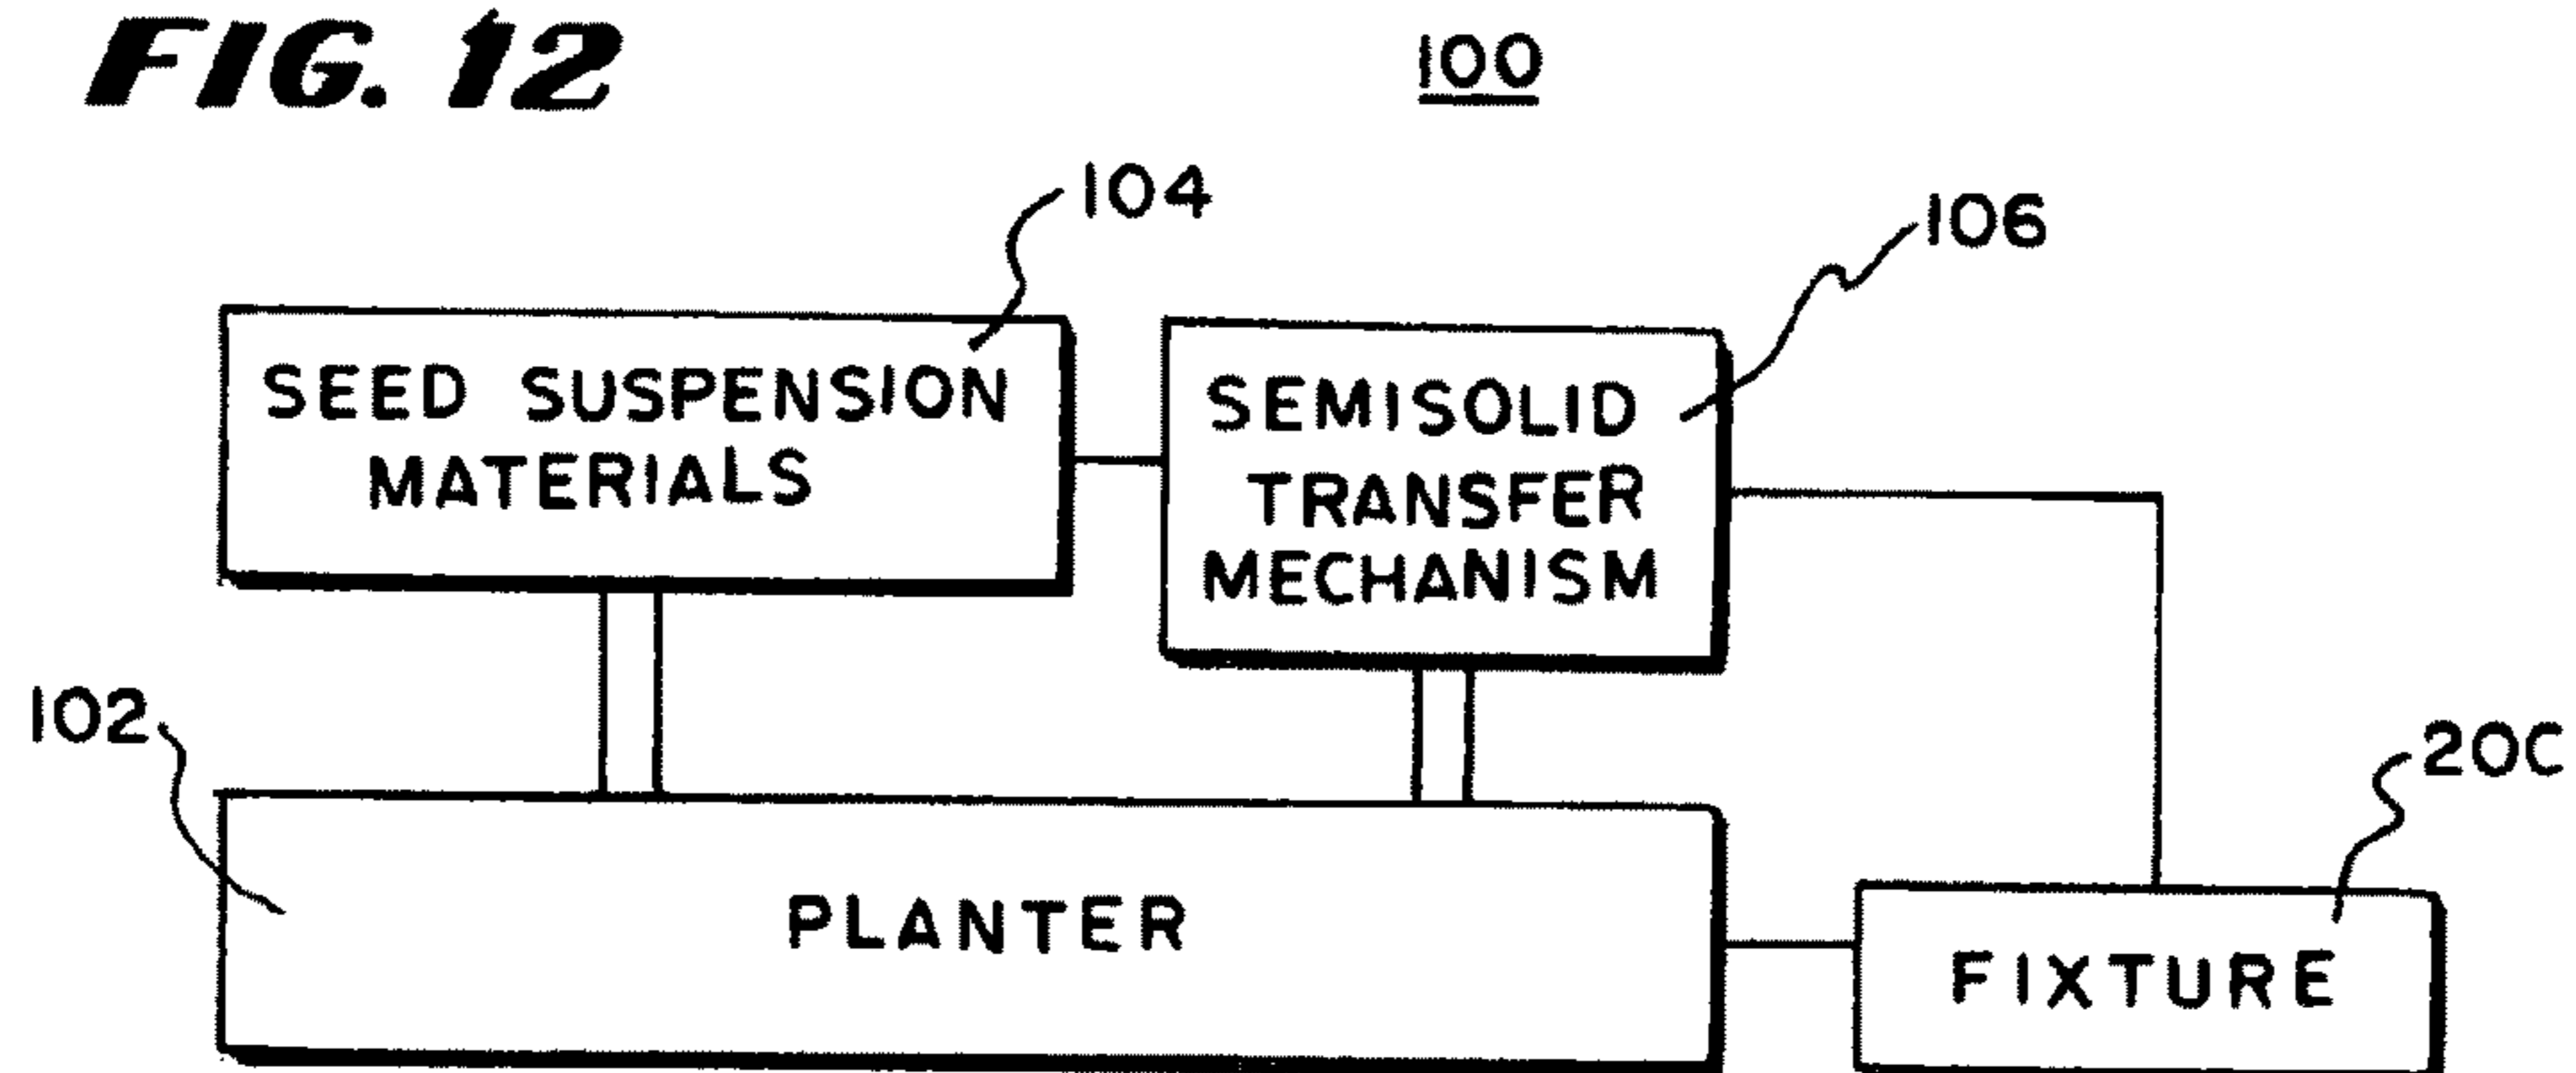 FIG. 12
100
104
106
SEED SUSPENSION
MATERIALS
SEMISOLID
TRANSFER
MECHANISM
102
20C
PLANTER
FIXTURE